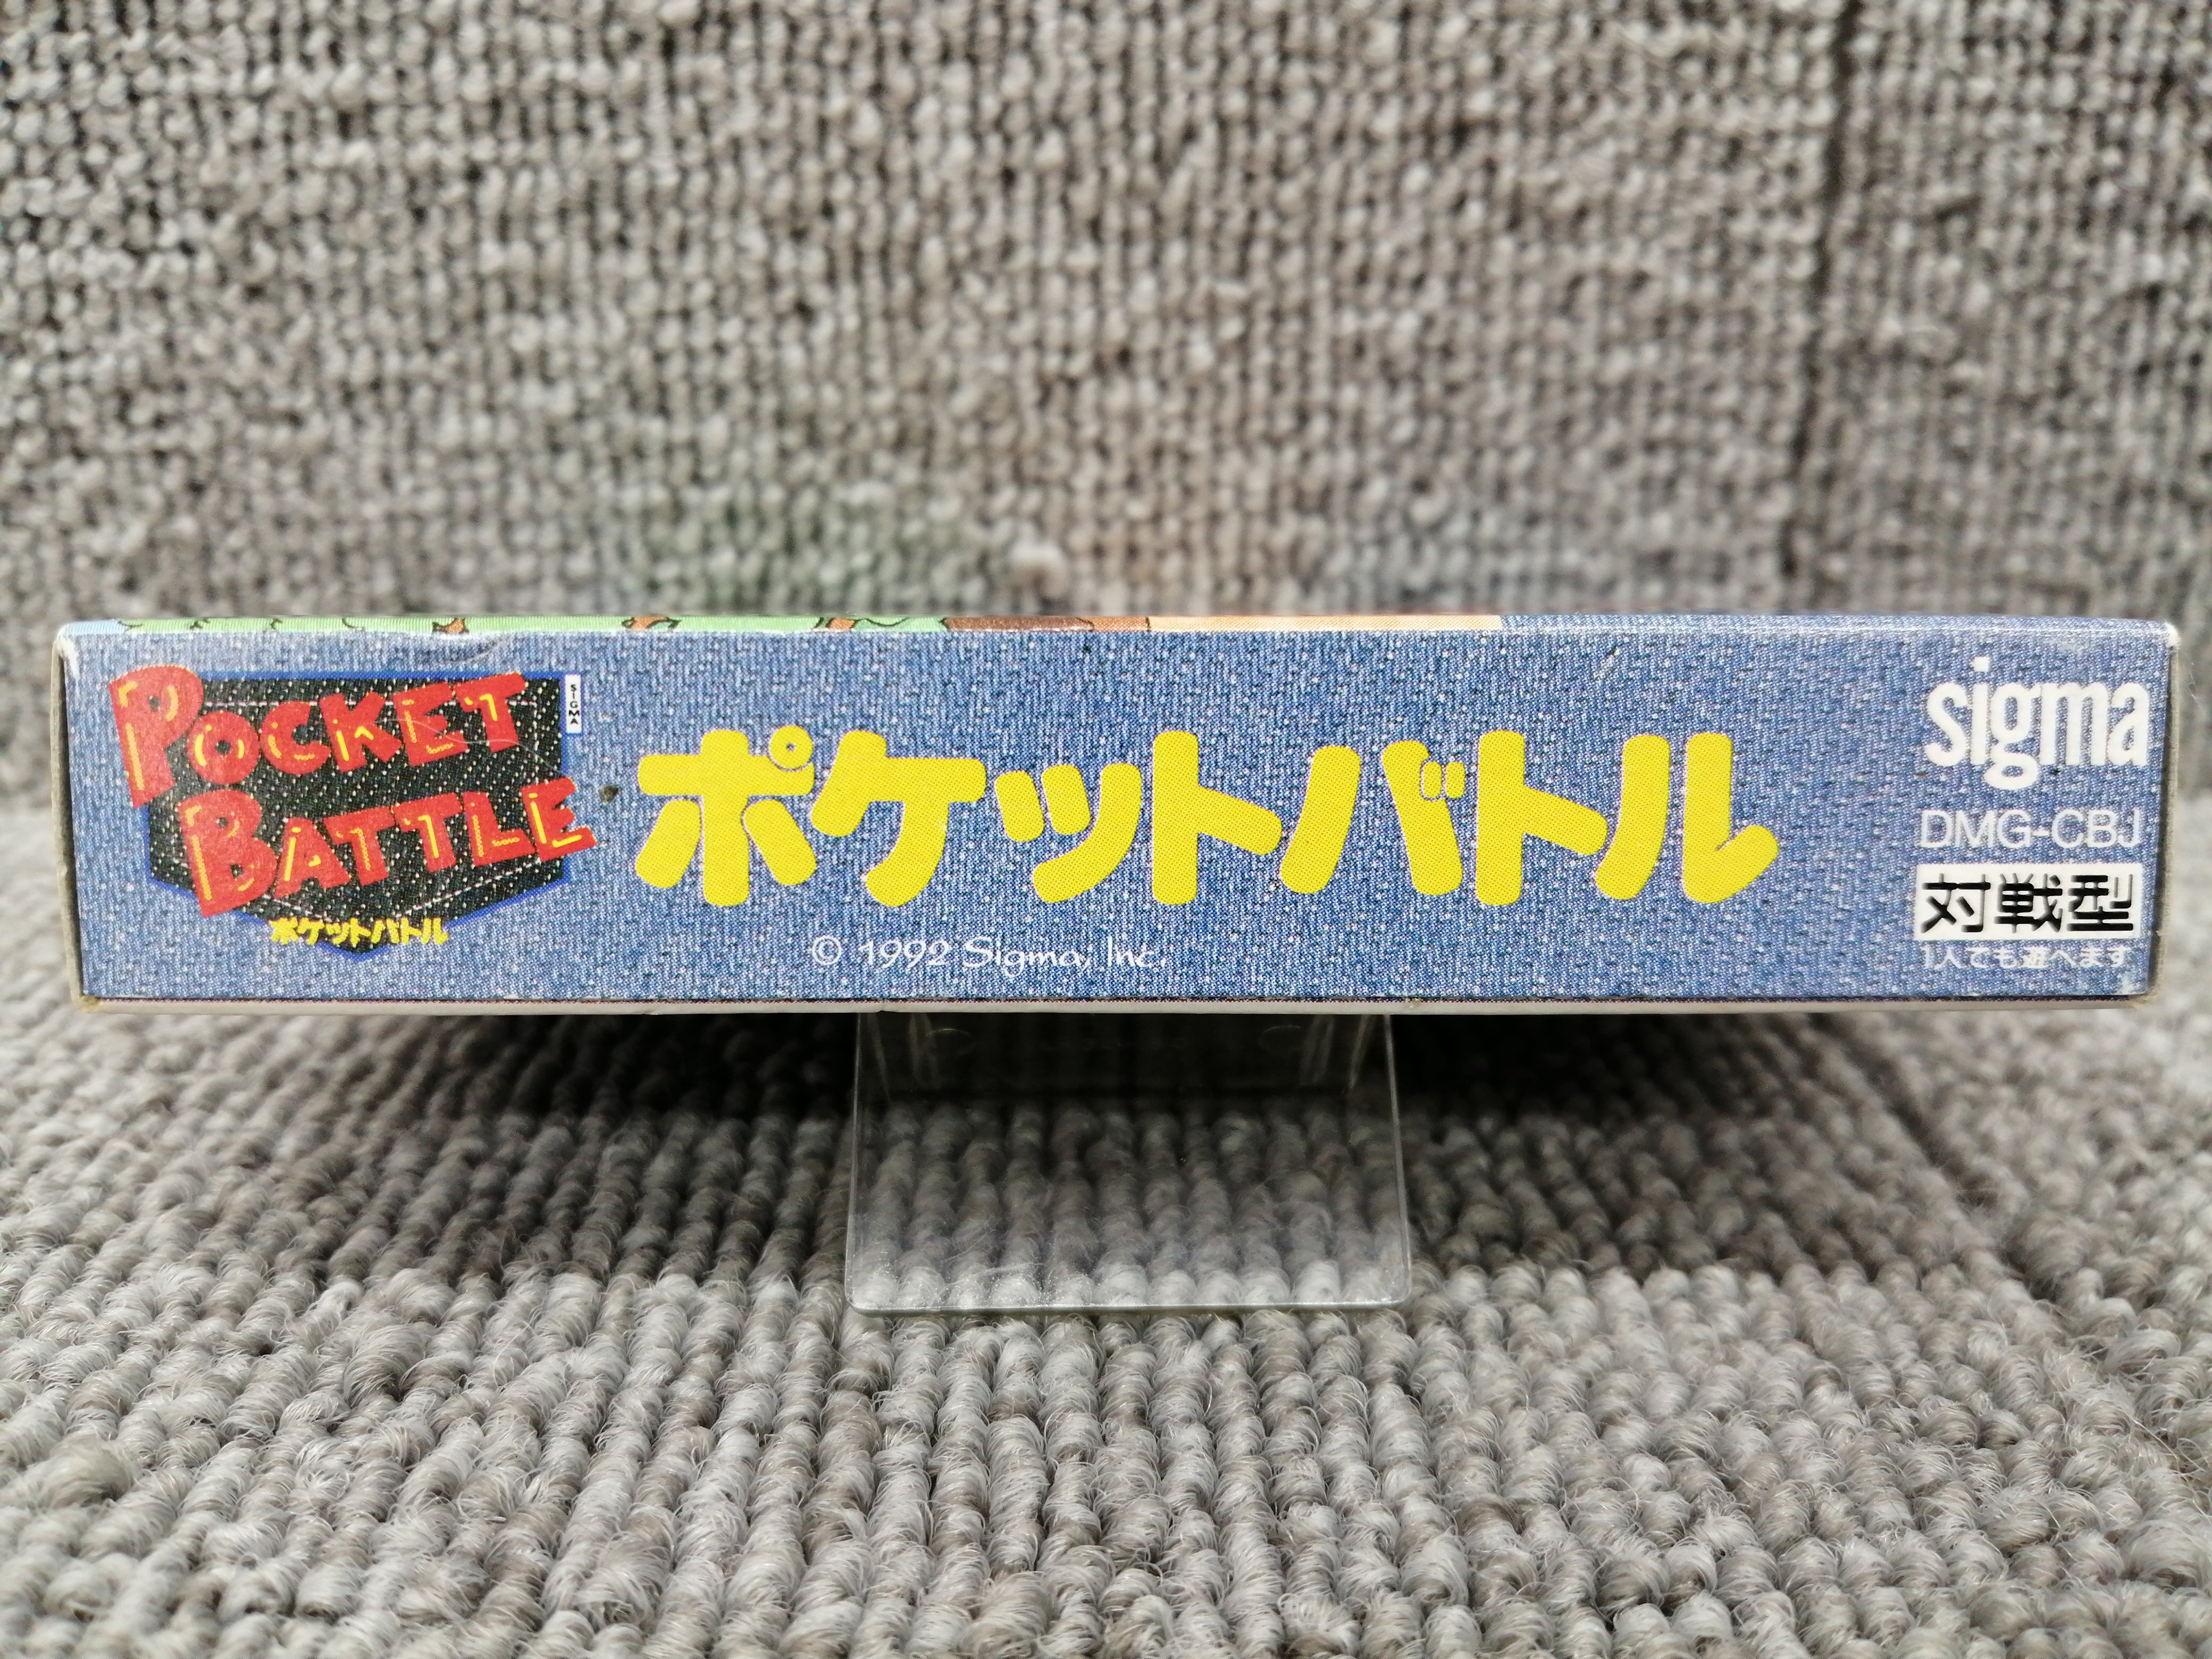 POCKET
BATTLE
SIGMA
ポケットバトル
ポケットバトル
© 1992 Sigma, Inc.
sigma
DMG-CBJ
対戦型
1人でも遊べます